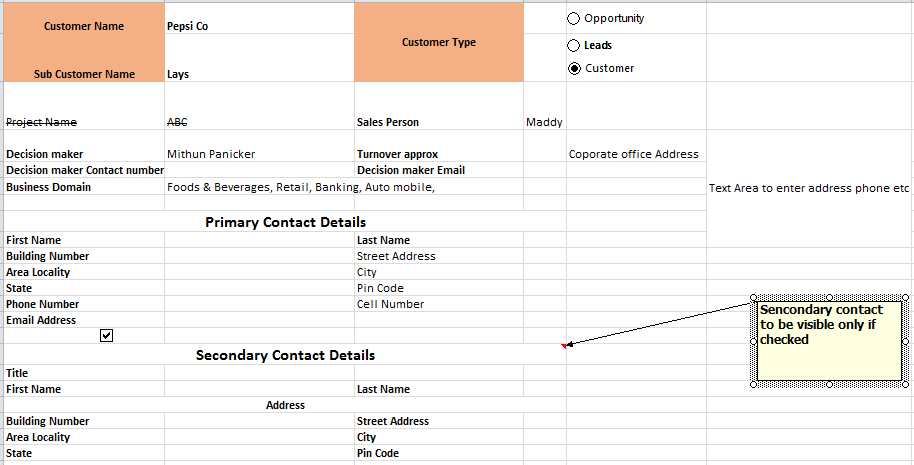 Customer Name Pepsi Co Customer Type Opportunity
Leads
Sub Customer Name Lays Customer
Project Name ABC Sales Person Maddy
Decision maker Mithun Panicker Turnover approx Coporate office Address
Decision maker Contact number Decision maker Email
Business Domain Foods & Beverages, Retail, Banking, Auto mobile, Text Area to enter address phone etc
Primary Contact Details
First Name Last Name
Building Number Street Address
Area Locality City
State Pin Code
Phone Number Cell Number
Email Address
Sencondary contact
to be visible only if
checked
Secondary Contact Details
Title
First Name Last Name
Address
Building Number Street Address
Area Locality City
State Pin Code